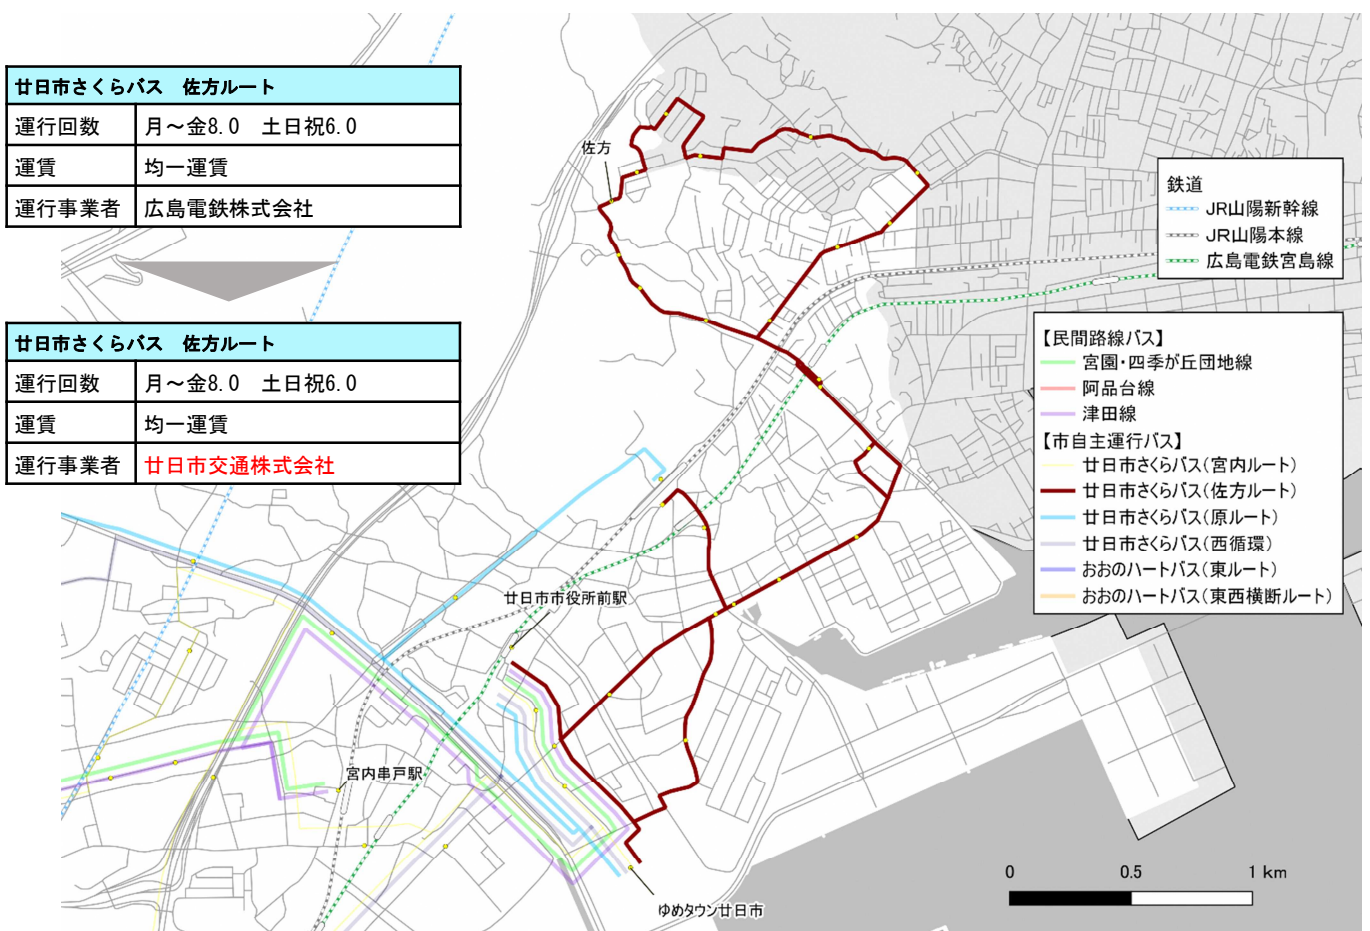 廿日市さくらバス　佐方ルート
運行回数　月～金8.0　土日祝6.0
運賃　均一運賃
運行事業者　広島電鉄株式会社
廿日市さくらバス　佐方ルート
運行回数　月～金8.0　土日祝6.0
運賃　均一運賃
運行事業者　廿日市交通株式会社
佐方
廿日市市役所前駅
宮内串戸駅
ゆめタウン廿日市
鉄道
JR山陽新幹線
JR山陽本線
広島電鉄宮島線
【民間路線バス】
宮園・四季が丘団地線
阿品台線
津田線
【市自主運行バス】
廿日市さくらバス(宮内ルート)
廿日市さくらバス(佐方ルート)
廿日市さくらバス(原ルート)
廿日市さくらバス(西循環)
おおのハートバス(東ルート)
おおのハートバス(東西横断ルート)
0　0.5　1 km